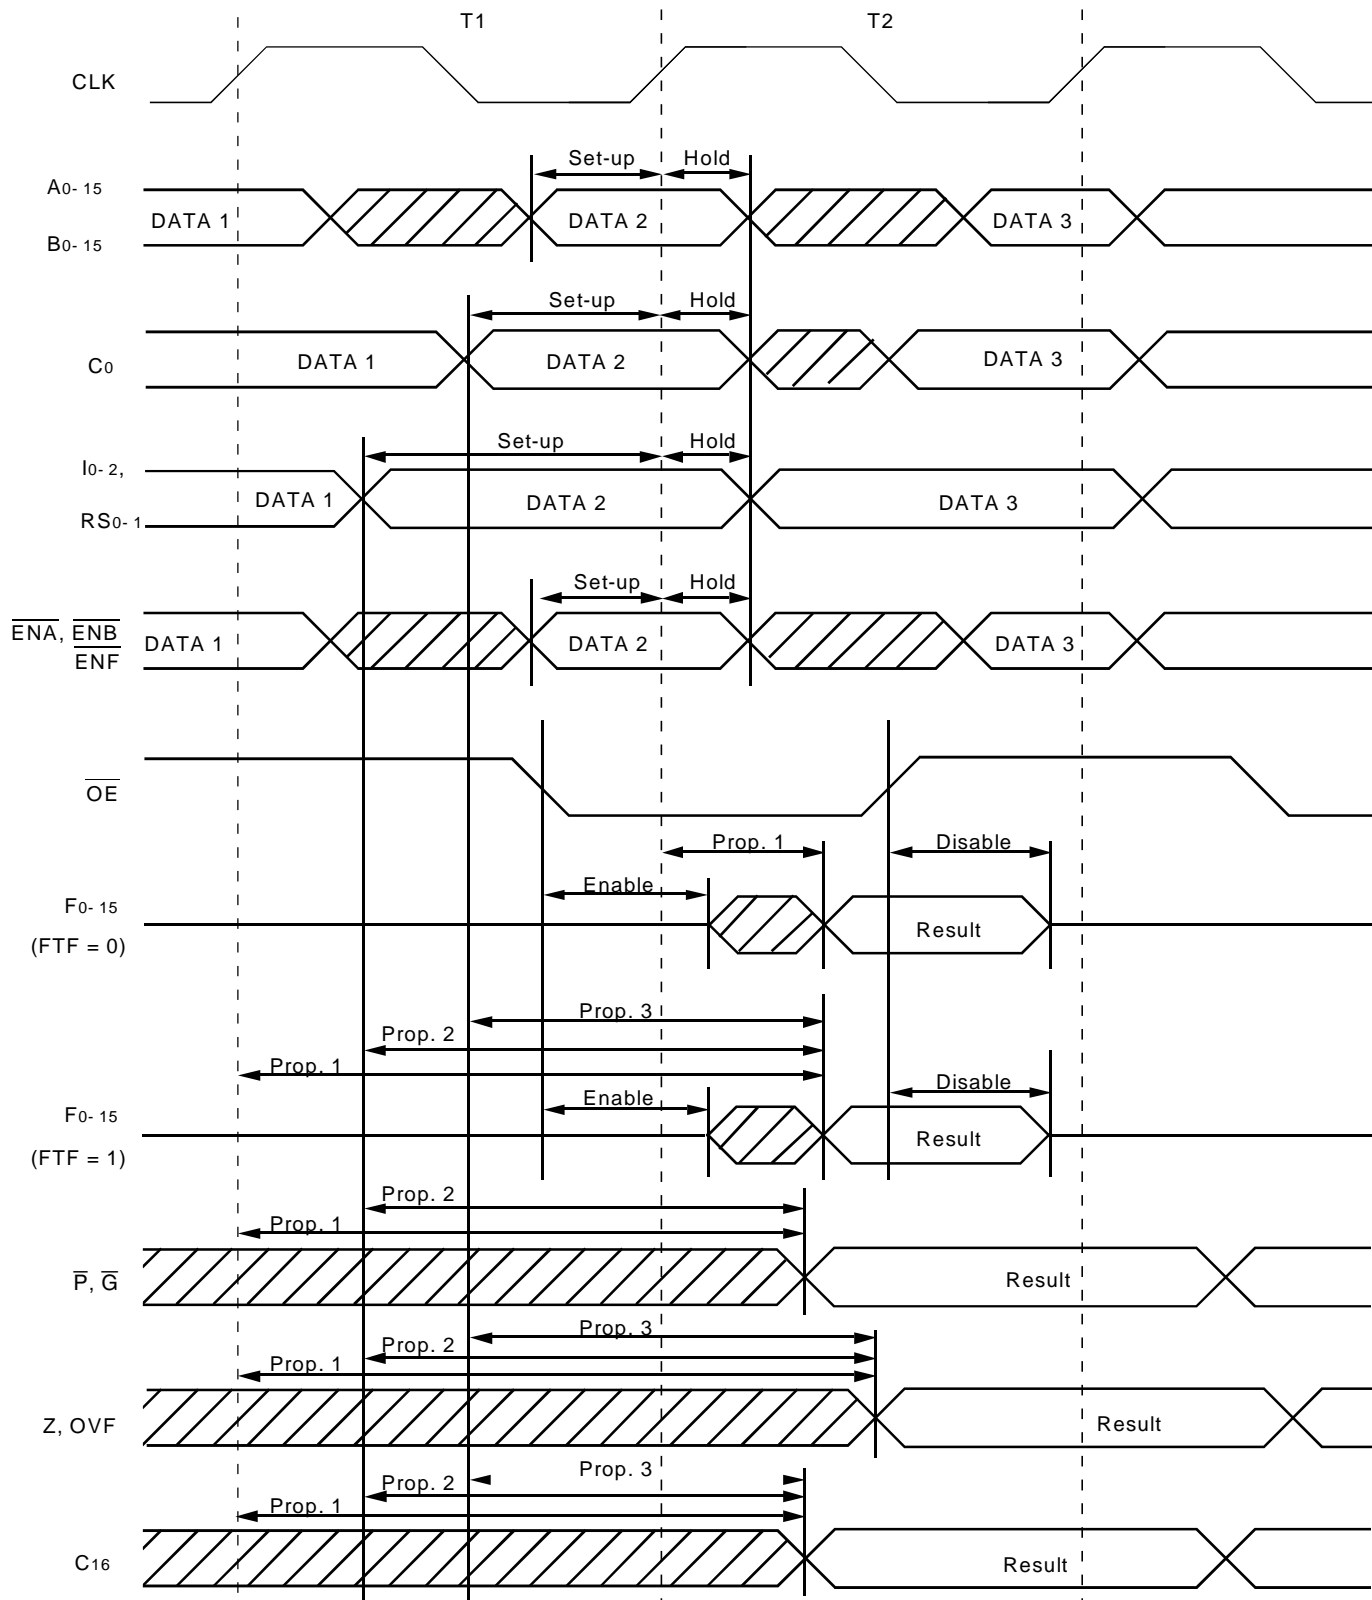 T1 T2
CLK
Set-up Hold
A0-15
DATA 1 DATA 2 DATA 3
B0-15
Set-up Hold
C0 DATA 1 DATA 2 DATA 3
Set-up Hold
I0-2,
DATA 1 DATA 2 DATA 3
RS0-1
Set-up Hold
ENA, ENB DATA 1 DATA 2 DATA 3
ENF
OE
Prop. 1 Disable
Enable
F0-15
Result
(FTF = 0)
Prop. 3
Prop. 2
Prop. 1
Disable
Enable
F0-15
Result
(FTF = 1)
Prop. 2
Prop. 1
P, G Result
Prop. 3
Prop. 2
Prop. 1
Z, OVF Result
Prop. 3
Prop. 2
Prop. 1
C16 Result